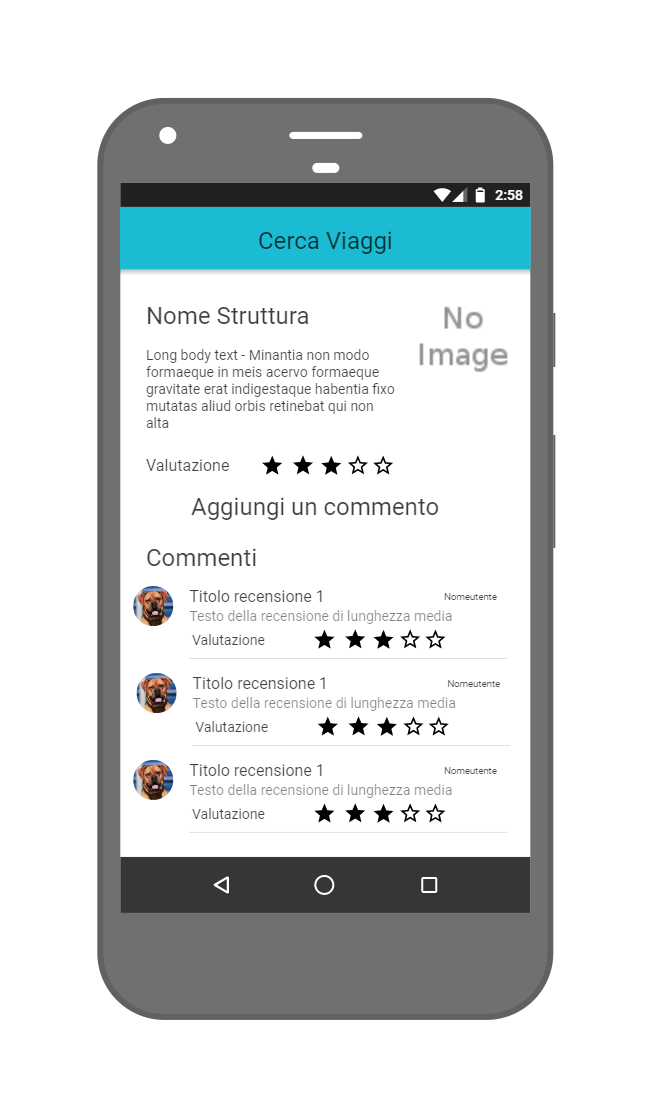 2:58
Cerca Viaggi
Nome Struttura
No
Image
Long body text - Minantia non modo
formaeque in meis acervo formaeque
gravitate erat indigestaque habentia fixo
mutatas aliud orbis retinebat qui non
alta
Valutazione
Aggiungi un commento
Commenti
Titolo recensione 1
Nomeutente
Testo della recensione di lunghezza media
Valutazione
Titolo recensione 1
Nomeutente
Testo della recensione di lunghezza media
Valutazione
Titolo recensione 1
Nomeutente
Testo della recensione di lunghezza media
Valutazione